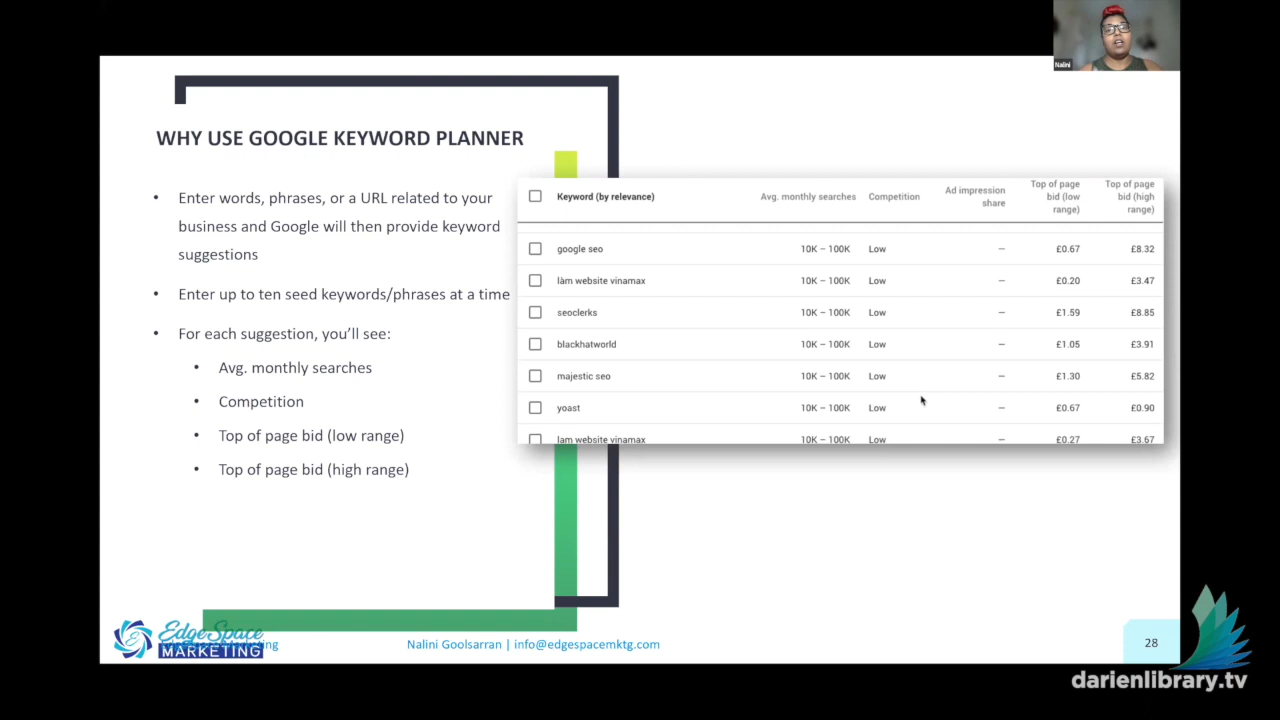 Nalini
WHY USE GOOGLE KEYWORD PLANNER
• Enter words, phrases, or a URL related to your
business and Google will then provide keyword
suggestions
• Enter up to ten seed keywords/phrases at a time
• For each suggestion, you'll see:
• Avg. monthly searches
• Competition
• Top of page bid (low range)
• Top of page bid (high range)
Keyword (by relevance) Avg. monthly searches Competition Ad impression share Top of page bid (low range) Top of page bid (high range)
google seo 10K – 100K Low – £0.67 £8.32
làm website vinamax 10K – 100K Low – £0.20 £3.47
seoclerks 10K – 100K Low – £1.59 £8.85
blackhatworld 10K – 100K Low – £1.05 £3.91
majestic seo 10K – 100K Low – £1.30 £5.82
yoast 10K – 100K Low – £0.67 £0.90
lam website vinamax 10K – 100K Low – £0.27 £3.67
EdgeSpace
MARKETING
Nalini Goolsarran | info@edgespacemktg.com
28
darienlibrary.tv